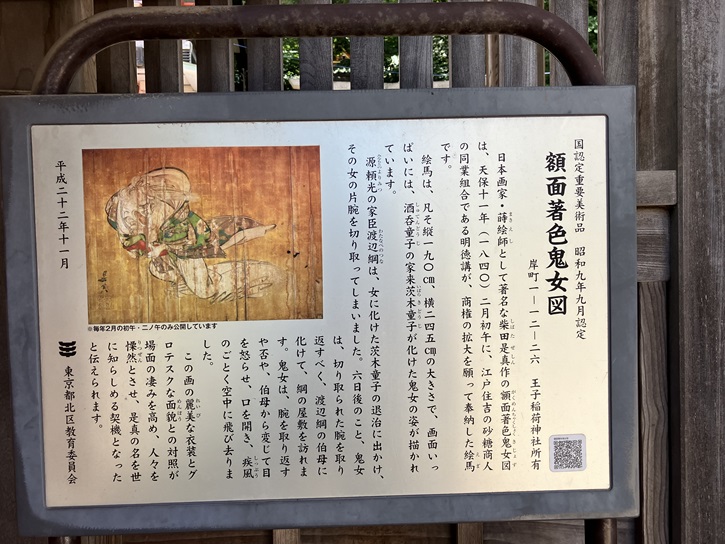 国認定重要美術品　昭和九年九月認定
額面著色鬼女図
岸町一―一二―二六　王子稲荷神社所有
日本画家・蒔絵師として著名な柴田是真作の額面著色鬼女図
は、天保十一年（一八四〇）二月初午に、江戸住吉の砂糖商人
の同業組合である明徳講が、商権の拡大を願って奉納した絵馬
です。
絵馬は、凡そ縦一九〇㎝、横二四五㎝の大きさで、画面いっ
ぱいには、酒呑童子の家来茨木童子が化けた鬼女の姿が描かれ
ています。
源頼光の家臣渡辺綱は、女に化けた茨木童子の退治に出かけ、
その女の片腕を切り取ってしまいました。六日後のこと、鬼女
は、切り取られた腕を取り
返すべく、渡辺綱の伯母に
化けて、綱の屋敷を訪れま
す。鬼女は、腕を取り返す
や否や、伯母から変じて目
を怒らせ、口を開き、疾風
のごとく空中に飛び去りま
した。
この画の麗美な衣装とグ
ロテスクな面貌との対照が
場面の凄みを高め、人々を
慄然とさせ、是真の名を世
に知らしめる契機となった
と伝えられます。
※毎年2月の初午・二ノ午のみ公開しています
平成二十二年十一月
東京都北区教育委員会